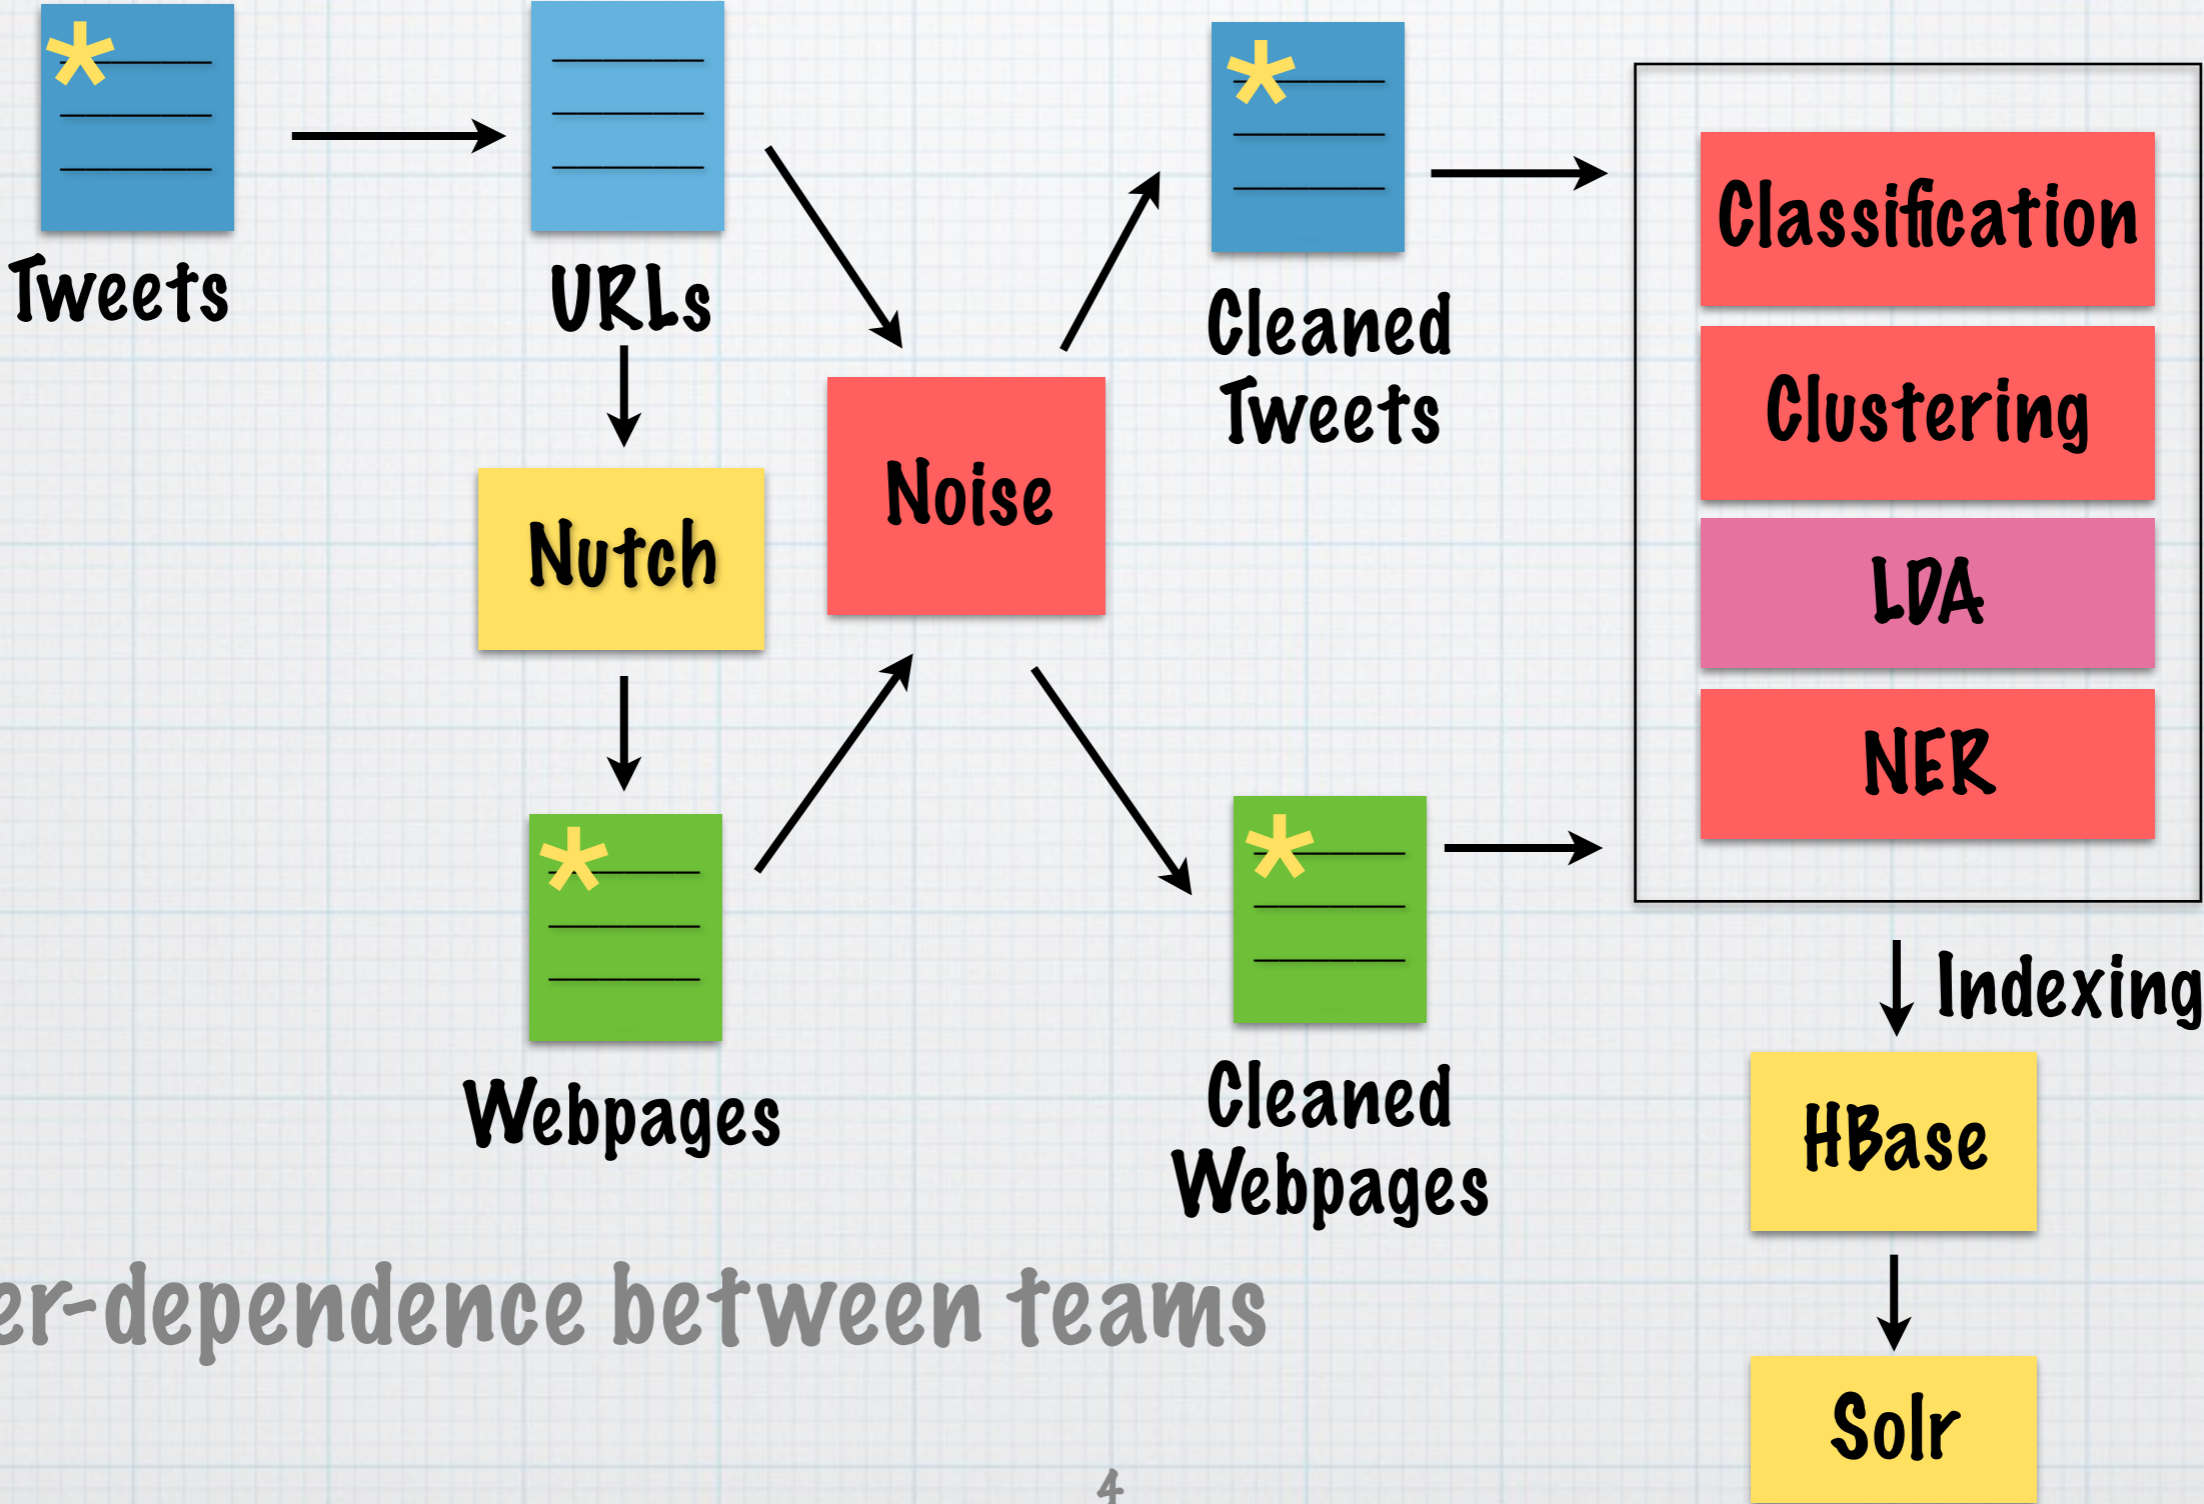 Tweets
URLs
Cleaned
Tweets
Nutch
Noise
Classification
Clustering
LDA
NER
Webpages
Cleaned
Webpages
Indexing
HBase
Solr
er-dependence between teams
4